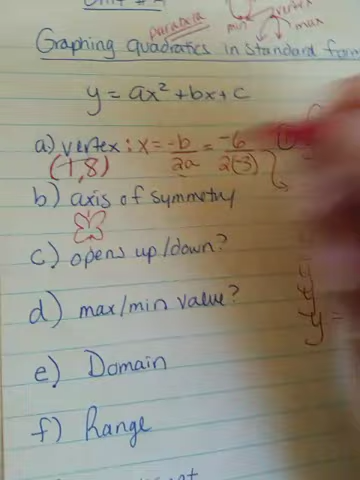 parabola
vertex
min max
Graphing quadratics in standard form
y = ax² + bx + c
a.) vertex : x = -b/2a = -6/2(-3)
(1,8)
b.) axis of symmetry
c.) opens up/down?
d.) max/min value?
e.) Domain
f.) Range
y =